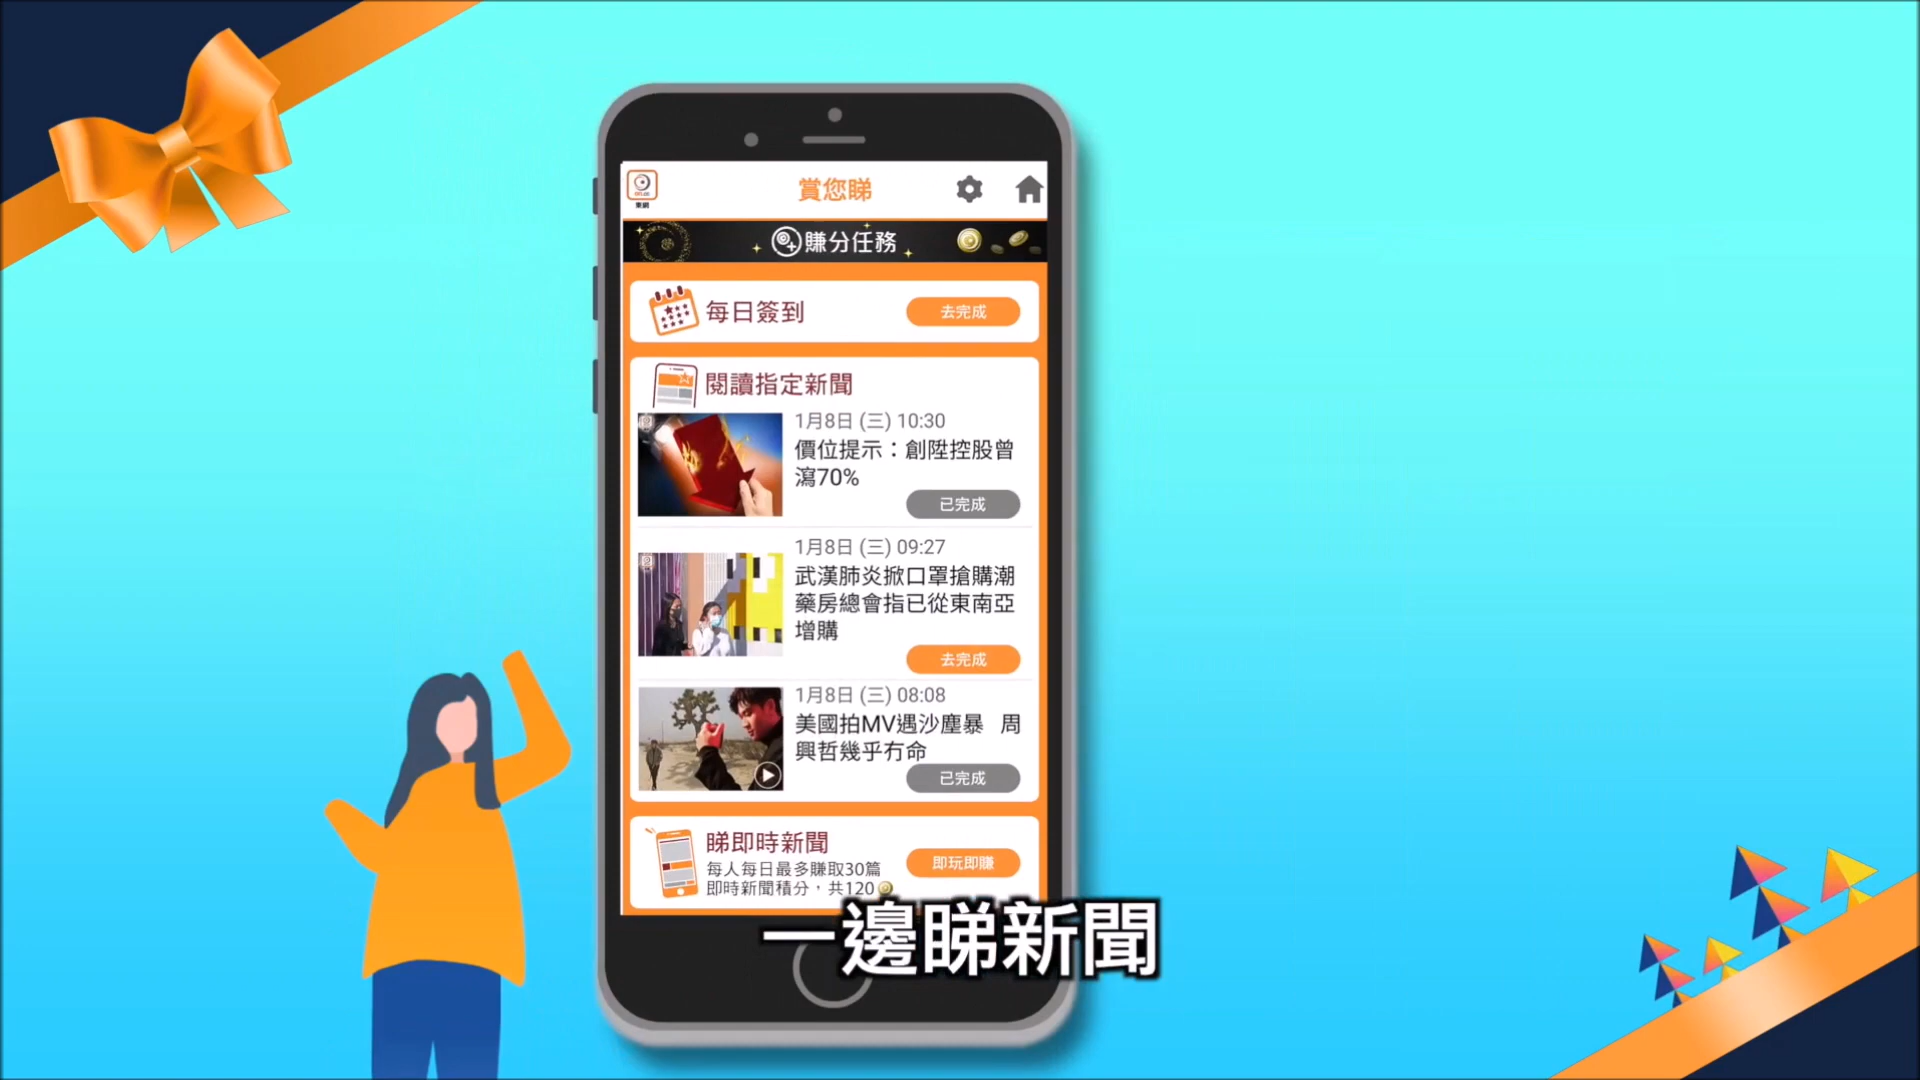 東網
賞您睇
賺分任務
每日簽到
去完成
閱讀指定新聞
1月8日 (三) 10:30
價位提示：創陞控股曾
瀉70%
已完成
1月8日 (三) 09:27
武漢肺炎掀口罩搶購潮
藥房總會指已從東南亞
增購
去完成
1月8日 (三) 08:08
美國拍MV遇沙塵暴 周
興哲幾乎冇命
已完成
睇即時新聞
每人每日最多賺取30篇
即時新聞積分，共120
即玩即賺
一邊睇新聞